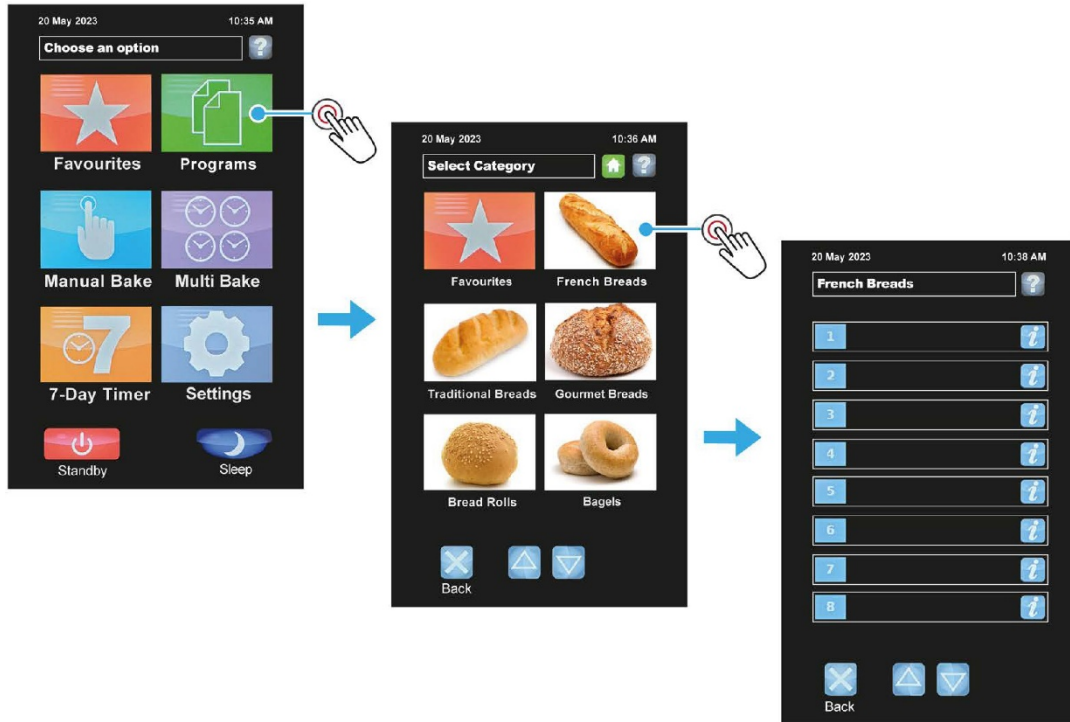 20 May 2023 10:35 AM
Choose an option ?
Favourites Programs
Manual Bake Multi Bake
7
7-Day Timer Settings
Standby Sleep
20 May 2023 10:36 AM
Select Category ?
Favourites French Breads
Traditional Breads Gourmet Breads
Bread Rolls Bagels
Back
20 May 2023 10:38 AM
French Breads ?
1 i
2 i
3 i
4 i
5 i
6 i
7 i
8 i
Back